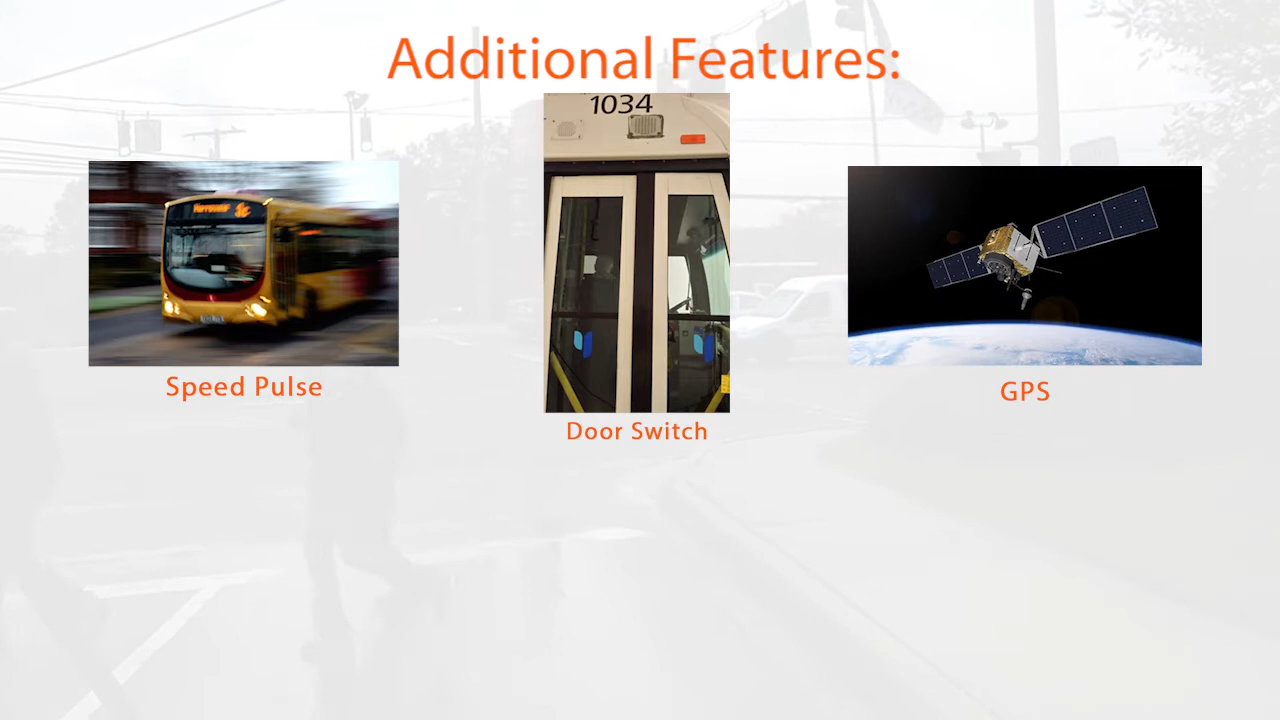 Additional Features:
1034
Speed Pulse
Door Switch
GPS